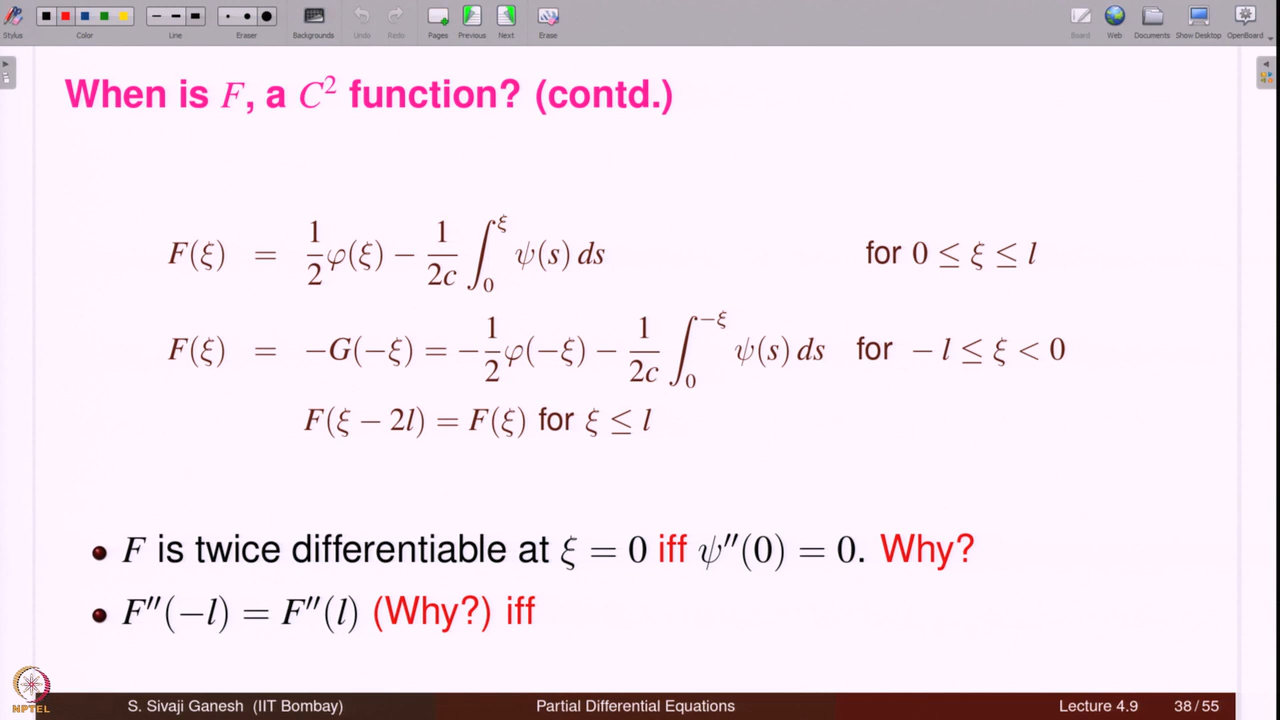 Stylus Color Line Eraser Backgrounds Undo Redo Pages Previous Next Erase Board Web Documents Show Desktop OpenBoard
When is F, a C² function? (contd.)
F(ξ) = 1/2 φ(ξ) − 1/2c ∫₀^ξ ψ(s) ds for 0 ≤ ξ ≤ l
F(ξ) = −G(−ξ) = −1/2 φ(−ξ) − 1/2c ∫₀^−ξ ψ(s) ds for − l ≤ ξ < 0
F(ξ − 2l) = F(ξ) for ξ ≤ l
F is twice differentiable at ξ = 0 iff ψ″(0) = 0. Why?
F″(−l) = F″(l) (Why?) iff
NPTEL
S. Sivaji Ganesh (IIT Bombay) Partial Differential Equations Lecture 4.9 38 / 55